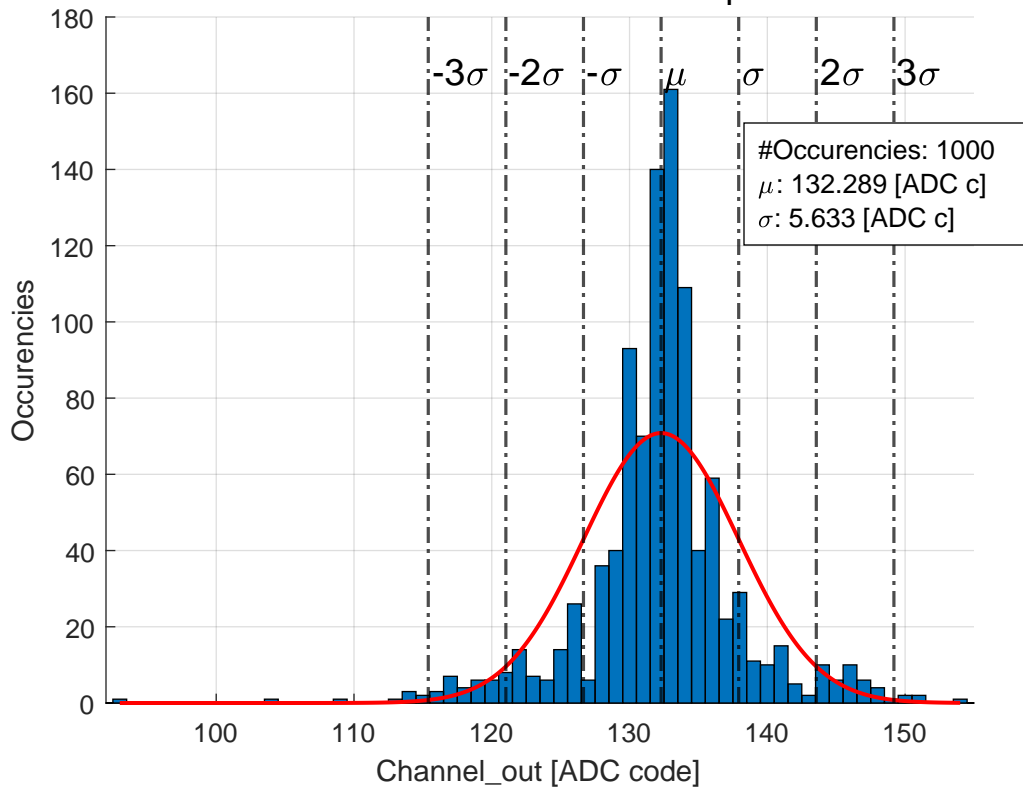 180
160
140
120
100
80
60
40
20
0
Occurencies
-3σ -2σ -σ μ σ 2σ 3σ
#Occurencies: 1000
μ: 132.289 [ADC c]
σ: 5.633 [ADC c]
100 110 120 130 140 150
Channel_out [ADC code]